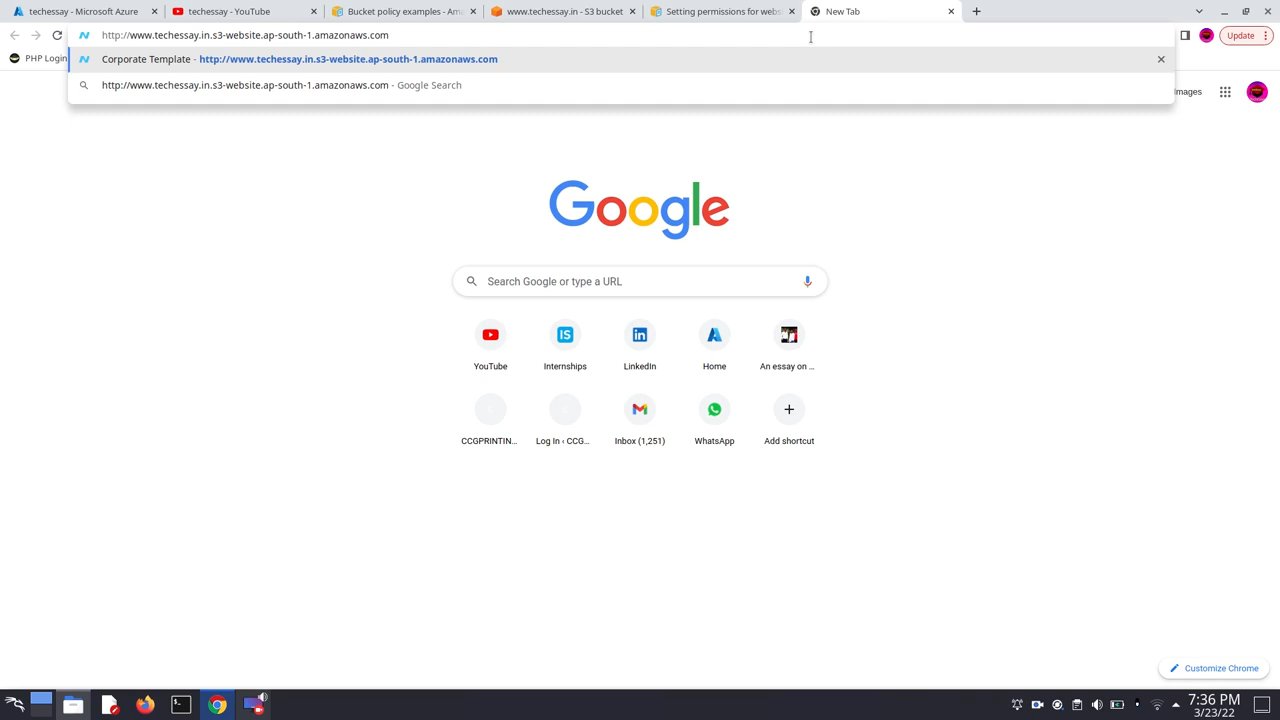 techessay - Microsoft Azure
techessay - YouTube
Bucket policy examples - Ama
www.techessay.in - S3 bucket
Setting permissions for webs
New Tab
http://www.techessay.in.s3-website.ap-south-1.amazonaws.com
Update
PHP Login
Corporate Template - http://www.techessay.in.s3-website.ap-south-1.amazonaws.com
http://www.techessay.in.s3-website.ap-south-1.amazonaws.com - Google Search
Images
Google
Search Google or type a URL
YouTube
Internships
LinkedIn
Home
An essay on ...
CCGPRINTIN...
Log In ‹ CCG...
Inbox (1,251)
WhatsApp
Add shortcut
Customize Chrome
7:36 PM
3/23/22